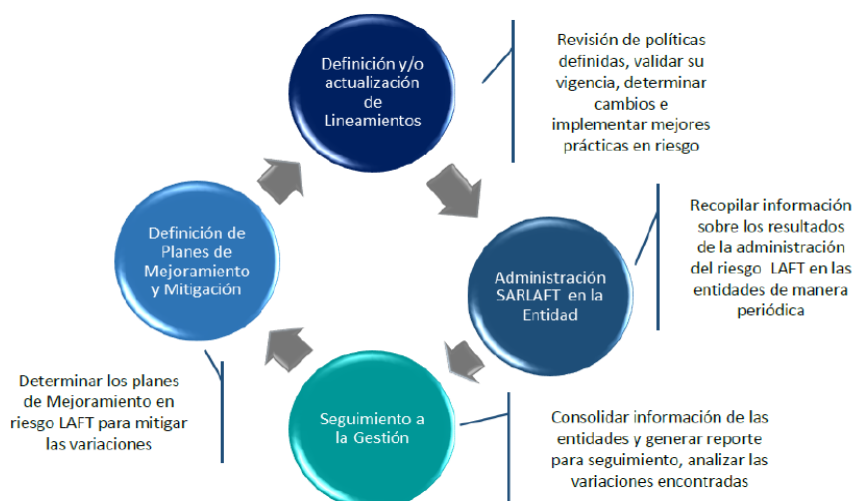 Definición y/o
actualización
de
Lineamientos
Revisión de políticas
definidas, validar su
vigencia, determinar
cambios e
implementar mejores
prácticas en riesgo
Administración
SARLAFT en la
Entidad
Recopilar información
sobre los resultados
de la administración
del riesgo LAFT en las
entidades de manera
periódica
Seguimiento a
la Gestión
Consolidar información de las
entidades y generar reporte
para seguimiento, analizar las
variaciones encontradas
Definición de
Planes de
Mejoramiento
y Mitigación
Determinar los planes
de Mejoramiento en
riesgo LAFT para mitigar
las variaciones